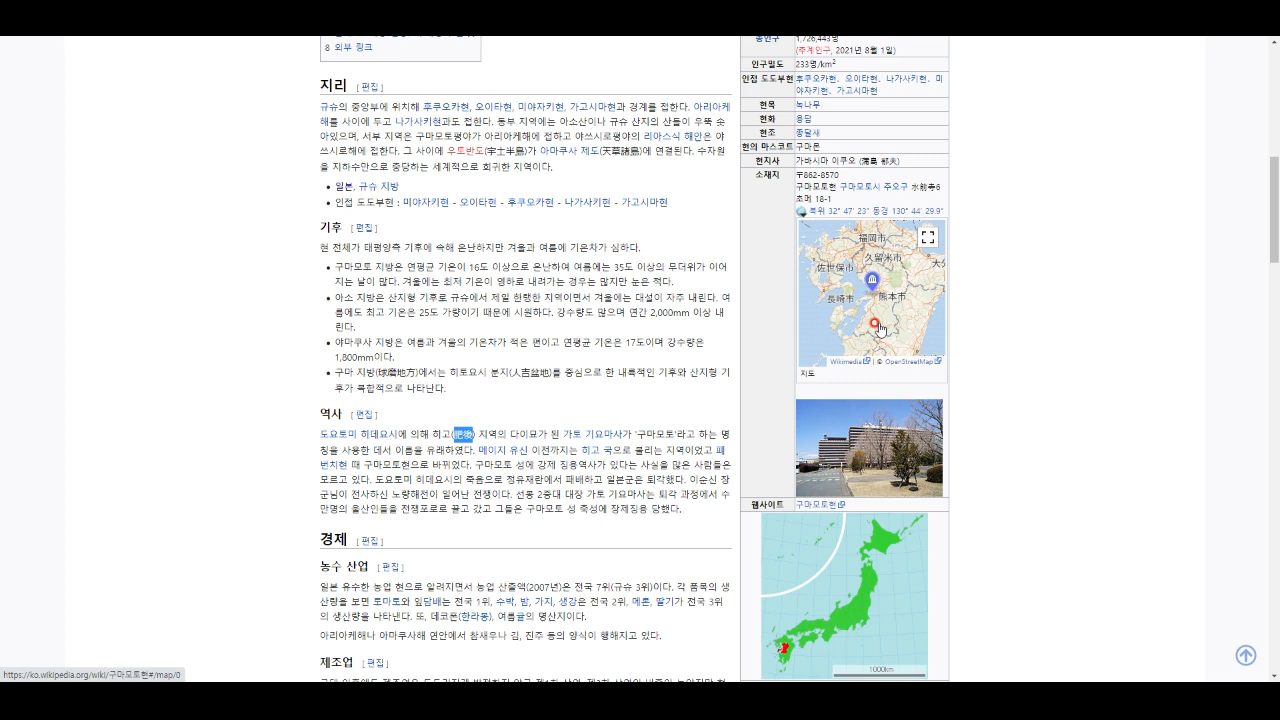 8 외부 링크
지리 [ 편집 ]
규슈의 중앙부에 위치해 후쿠오카현, 오이타현, 미야자키현, 가고시마현과 경계를 접한다. 아리아케
해를 사이에 두고 나가사키현과도 접한다. 동부 지역에는 아소산이나 규슈 산지의 산들이 우뚝 솟
아있으며, 서부 지역은 구마모토평야가 아리아케해에 접하고 야쓰시로평야의 리아스식 해안은 야
쓰시로해에 접한다. 그 사이에 우토반도(宇土半島)가 아마쿠사 제도(天草諸島)에 연결된다. 수자원
을 지하수만으로 충당하는 세계적으로 희귀한 지역이다.
• 일본, 규슈 지방
• 인접 도도부현 : 미야자키현 - 오이타현 - 후쿠오카현 - 나가사키현 - 가고시마현
기후 [ 편집 ]
현 전체가 태평양측 기후에 속해 온난하지만 겨울과 여름에 기온차가 심하다.
• 구마모토 지방은 연평균 기온이 16도 이상으로 온난하여 여름에는 35도 이상의 무더위가 이어
지는 날이 많다. 겨울에는 최저 기온이 영하로 내려가는 경우는 많지만 눈은 적다.
• 아소 지방은 산지형 기후로 규슈에서 제일 한랭한 지역이면서 겨울에는 대설이 자주 내린다. 여
름에도 최고 기온은 25도 가량이기 때문에 시원하다. 강수량도 많으며 연간 2,000mm 이상 내
린다.
• 아마쿠사 지방은 여름과 겨울의 기온차가 적은 편이고 연평균 기온은 17도이며 강수량은
1,800mm이다.
• 구마 지방(球磨地方)에서는 히토요시 분지(人吉盆地)를 중심으로 한 내륙적인 기후와 산지형 기
후가 복합적으로 나타난다.
역사 [ 편집 ]
도요토미 히데요시에 의해 히고(肥後) 지역의 다이묘가 된 가토 기요마사가 '구마모토'라고 하는 명
칭을 사용한 데서 이름을 유래하였다. 메이지 유신 이전까지는 히고 국으로 불리는 지역이었고 폐
번치현 때 구마모토현으로 바뀌었다. 구마모토 성에 강제 징용역사가 있다는 사실을 많은 사람들은
모르고 있다. 도요토미 히데요시의 죽음으로 정유재란에서 패배하고 일본군은 퇴각했다. 이순신 장
군님이 전사하신 노량해전이 일어난 전쟁이다. 선봉 2중대 대장 가토 기요마사는 퇴각 과정에서 수
만명의 울산인들을 전쟁포로로 끌고 갔고 그들은 구마모토 성 축성에 장제징용 당했다.
경제 [ 편집 ]
농수 산업 [ 편집 ]
일본 유수한 농업 현으로 알려지면서 농업 산출액(2007년)은 전국 7위(규슈 3위)이다. 각 품목의 생
산량을 보면 토마토와 잎담배는 전국 1위, 수박, 밤, 가지, 생강은 전국 2위, 메론, 딸기가 전국 3위
의 생산량을 나타낸다. 또, 데코폰(한라봉), 여름귤의 명산지이다.
아리아케해나 아마쿠사해 연안에서 참새우나 김, 진주 등의 양식이 행해지고 있다.
제조업 [ 편집 ]
총인구 1,726,443명
(추계인구, 2021년 8월 1일)
인구밀도 233명/km2
인접 도도부현 후쿠오카현、오이타현、나가사키현、미
야자키현、가고시마현
현목 녹나무
현화 용담
현조 종달새
현의 마스코트 구마몬
현지사 가바시마 이쿠오 (蒲島 郁夫)
소재지 〒862-8570
구마모토현 구마모토시 주오구 水前寺6
초메 18-1
북위 32° 47′ 23″ 동경 130° 44′ 29.9″
福岡市
久留米市
大分
佐世保市
長崎市
熊本市
Wikimedia | © OpenStreetMap
지도
웹사이트 구마모토현
1000km
https://ko.wikipedia.org/wiki/구마모토현#/map/0